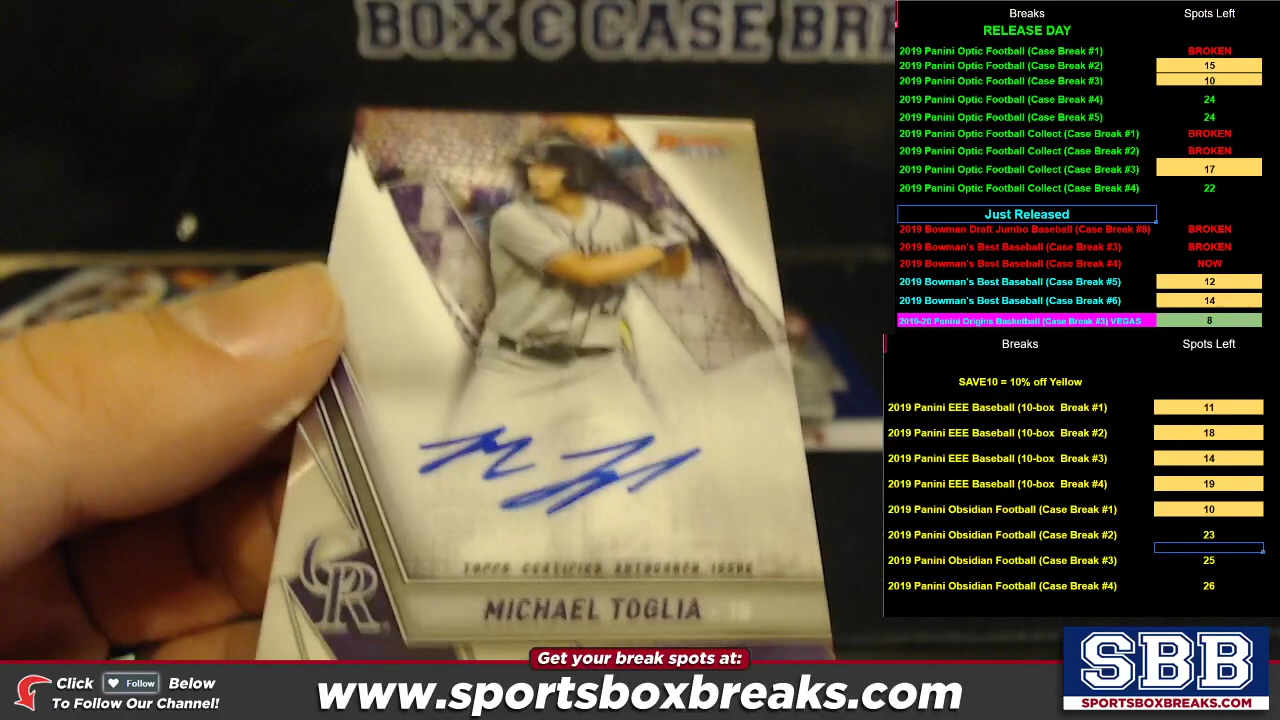 BOX & CASE BRE
TOPPS CERTIFIED AUTOGRAPH ISSUE
CR
MICHAEL TOGLIA
Breaks Spots Left
RELEASE DAY
2019 Panini Optic Football (Case Break #1) BROKEN
2019 Panini Optic Football (Case Break #2) 15
2019 Panini Optic Football (Case Break #3) 10
2019 Panini Optic Football (Case Break #4) 24
2019 Panini Optic Football (Case Break #5) 24
2019 Panini Optic Football Collect (Case Break #1) BROKEN
2019 Panini Optic Football Collect (Case Break #2) BROKEN
2019 Panini Optic Football Collect (Case Break #3) 17
2019 Panini Optic Football Collect (Case Break #4) 22
Just Released
2019 Bowman Draft Jumbo Baseball (Case Break #8) BROKEN
2019 Bowman's Best Baseball (Case Break #3) BROKEN
2019 Bowman's Best Baseball (Case Break #4) NOW
2019 Bowman's Best Baseball (Case Break #5) 12
2019 Bowman's Best Baseball (Case Break #6) 14
2019-20 Panini Origins Basketball (Case Break #3) VEGAS 8
Breaks Spots Left
SAVE10 = 10% off Yellow
2019 Panini EEE Baseball (10-box Break #1) 11
2019 Panini EEE Baseball (10-box Break #2) 18
2019 Panini EEE Baseball (10-box Break #3) 14
2019 Panini EEE Baseball (10-box Break #4) 19
2019 Panini Obsidian Football (Case Break #1) 10
2019 Panini Obsidian Football (Case Break #2) 23
2019 Panini Obsidian Football (Case Break #3) 25
2019 Panini Obsidian Football (Case Break #4) 26
Get your break spots at:
Click Follow Below
To Follow Our Channel!
www.sportsboxbreaks.com
SBB
SPORTSBOXBREAKS.COM